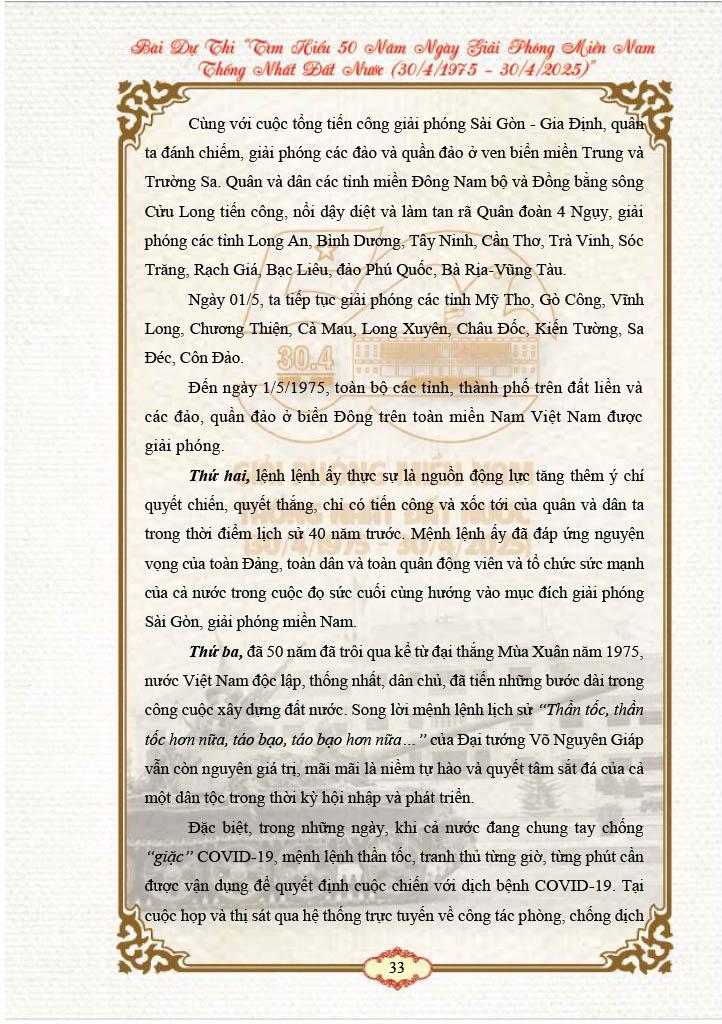 Bài Dự Thi “Tìm Hiểu 50 Năm Ngày Giải Phóng Miền Nam
Thống Nhất Đất Nước (30/4/1975 – 30/4/2025)”
Cùng với cuộc tổng tiến công giải phóng Sài Gòn - Gia Định, quân
ta đánh chiếm, giải phóng các đảo và quần đảo ở ven biển miền Trung và
Trường Sa. Quân và dân các tỉnh miền Đông Nam bộ và Đồng bằng sông
Cửu Long tiến công, nổi dậy diệt và làm tan rã Quân đoàn 4 Ngụy, giải
phóng các tỉnh Long An, Bình Dương, Tây Ninh, Cần Thơ, Trà Vinh, Sóc
Trăng, Rạch Giá, Bạc Liêu, đảo Phú Quốc, Bà Rịa-Vũng Tàu.
Ngày 01/5, ta tiếp tục giải phóng các tỉnh Mỹ Tho, Gò Công, Vĩnh
Long, Chương Thiện, Cà Mau, Long Xuyên, Châu Đốc, Kiến Tường, Sa
Đéc, Côn Đảo.
30.4
Đến ngày 1/5/1975, toàn bộ các tỉnh, thành phố trên đất liền và
các đảo, quần đảo ở biển Đông trên toàn miền Nam Việt Nam được
giải phóng.
GIẢI PHÓNG MIỀN NAM
THỐNG NHẤT ĐẤT NƯỚC
(30/4/1975 - 30/4/2025)
Thứ hai, lệnh lệnh ấy thực sự là nguồn động lực tăng thêm ý chí
quyết chiến, quyết thắng, chỉ có tiến công và xốc tới của quân và dân ta
trong thời điểm lịch sử 40 năm trước. Mệnh lệnh ấy đã đáp ứng nguyện
vọng của toàn Đảng, toàn dân và toàn quân động viên và tổ chức sức mạnh
của cả nước trong cuộc đọ sức cuối cùng hướng vào mục đích giải phóng
Sài Gòn, giải phóng miền Nam.
Thứ ba, đã 50 năm đã trôi qua kể từ đại thắng Mùa Xuân năm 1975,
nước Việt Nam độc lập, thống nhất, dân chủ, đã tiến những bước dài trong
công cuộc xây dựng đất nước. Song lời mệnh lệnh lịch sử “Thần tốc, thần
tốc hơn nữa, táo bạo, táo bạo hơn nữa…” của Đại tướng Võ Nguyên Giáp
vẫn còn nguyên giá trị, mãi mãi là niềm tự hào và quyết tâm sắt đá của cả
một dân tộc trong thời kỳ hội nhập và phát triển.
Đặc biệt, trong những ngày, khi cả nước đang chung tay chống
“giặc” COVID-19, mệnh lệnh thần tốc, tranh thủ từng giờ, từng phút cần
được vận dụng để quyết định cuộc chiến với dịch bệnh COVID-19. Tại
cuộc họp và thị sát qua hệ thống trực tuyến về công tác phòng, chống dịch
33